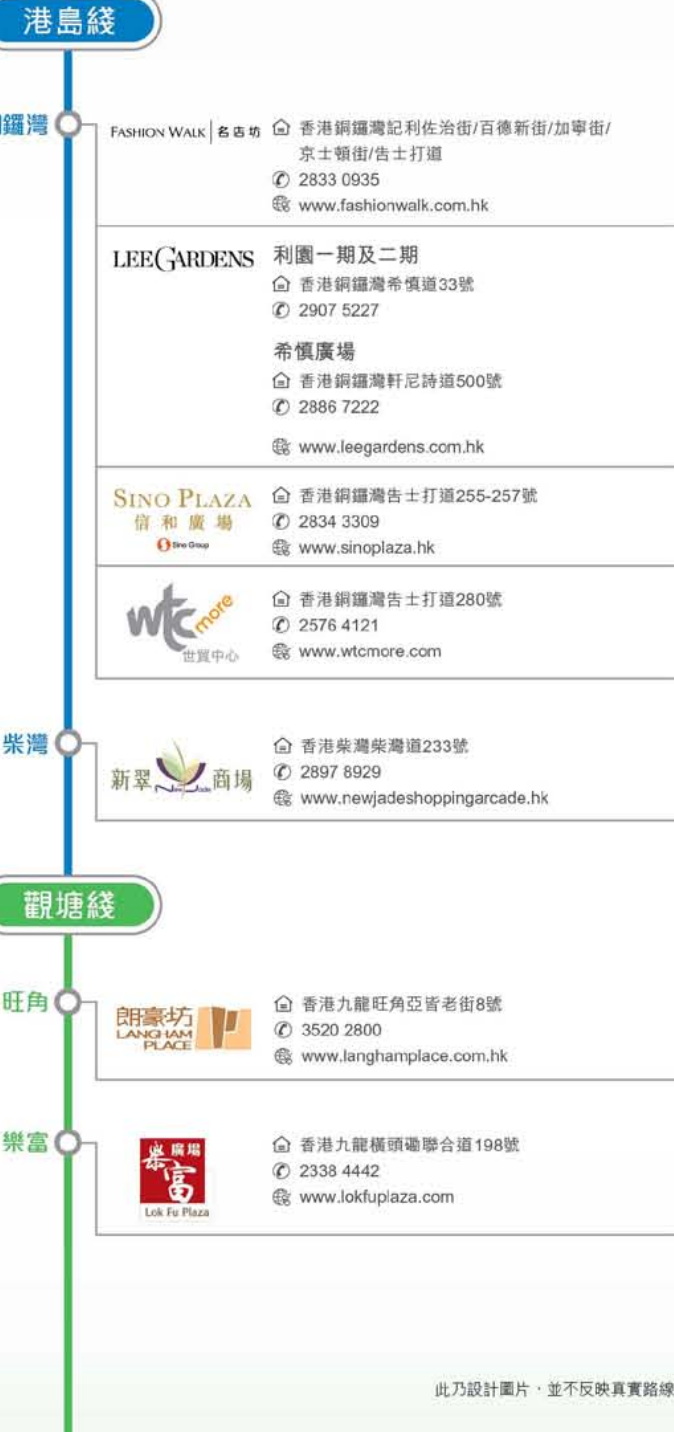 港島綫
鑼灣
FASHION WALK 名店坊
香港銅鑼灣記利佐治街/百德新街/加寧街/
京士頓街/告士打道
2833 0935
www.fashionwalk.com.hk
LEE GARDENS
利園一期及二期
香港銅鑼灣希慎道33號
2907 5227
希慎廣場
香港銅鑼灣軒尼詩道500號
2886 7222
www.leegardens.com.hk
SINO PLAZA
信和廣場
Sino Group
香港銅鑼灣告士打道255-257號
2834 3309
www.sinoplaza.hk
wtc more
世貿中心
香港銅鑼灣告士打道280號
2576 4121
www.wtcmore.com
柴灣
新翠商場
New Jade
香港柴灣柴灣道233號
2897 8929
www.newjadeshoppingarcade.hk
觀塘綫
旺角
朗豪坊
LANGHAM
PLACE
香港九龍旺角亞皆老街8號
3520 2800
www.langhamplace.com.hk
樂富
樂富廣場
Lok Fu Plaza
香港九龍橫頭磡聯合道198號
2338 4442
www.lokfuplaza.com
此乃設計圖片，並不反映真實路線